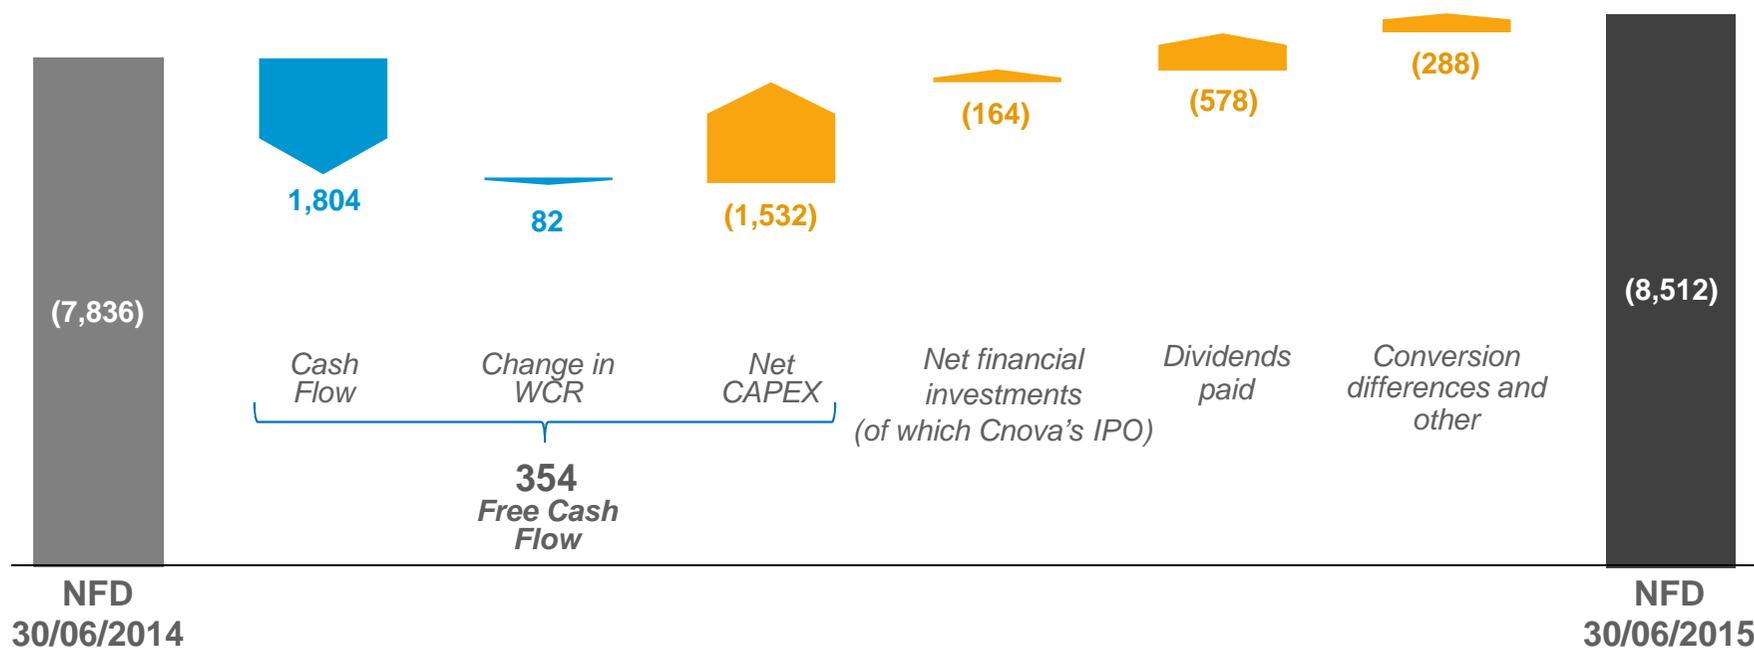 (7,836)
1,804
82
(1,532)
(164)
(578)
(288)
(8,512)
Cash
Flow
Change in
WCR
Net
CAPEX
Net financial
investments
(of which Cnova's IPO)
Dividends
paid
Conversion
differences and
other
354
Free Cash
Flow
NFD
30/06/2014
NFD
30/06/2015